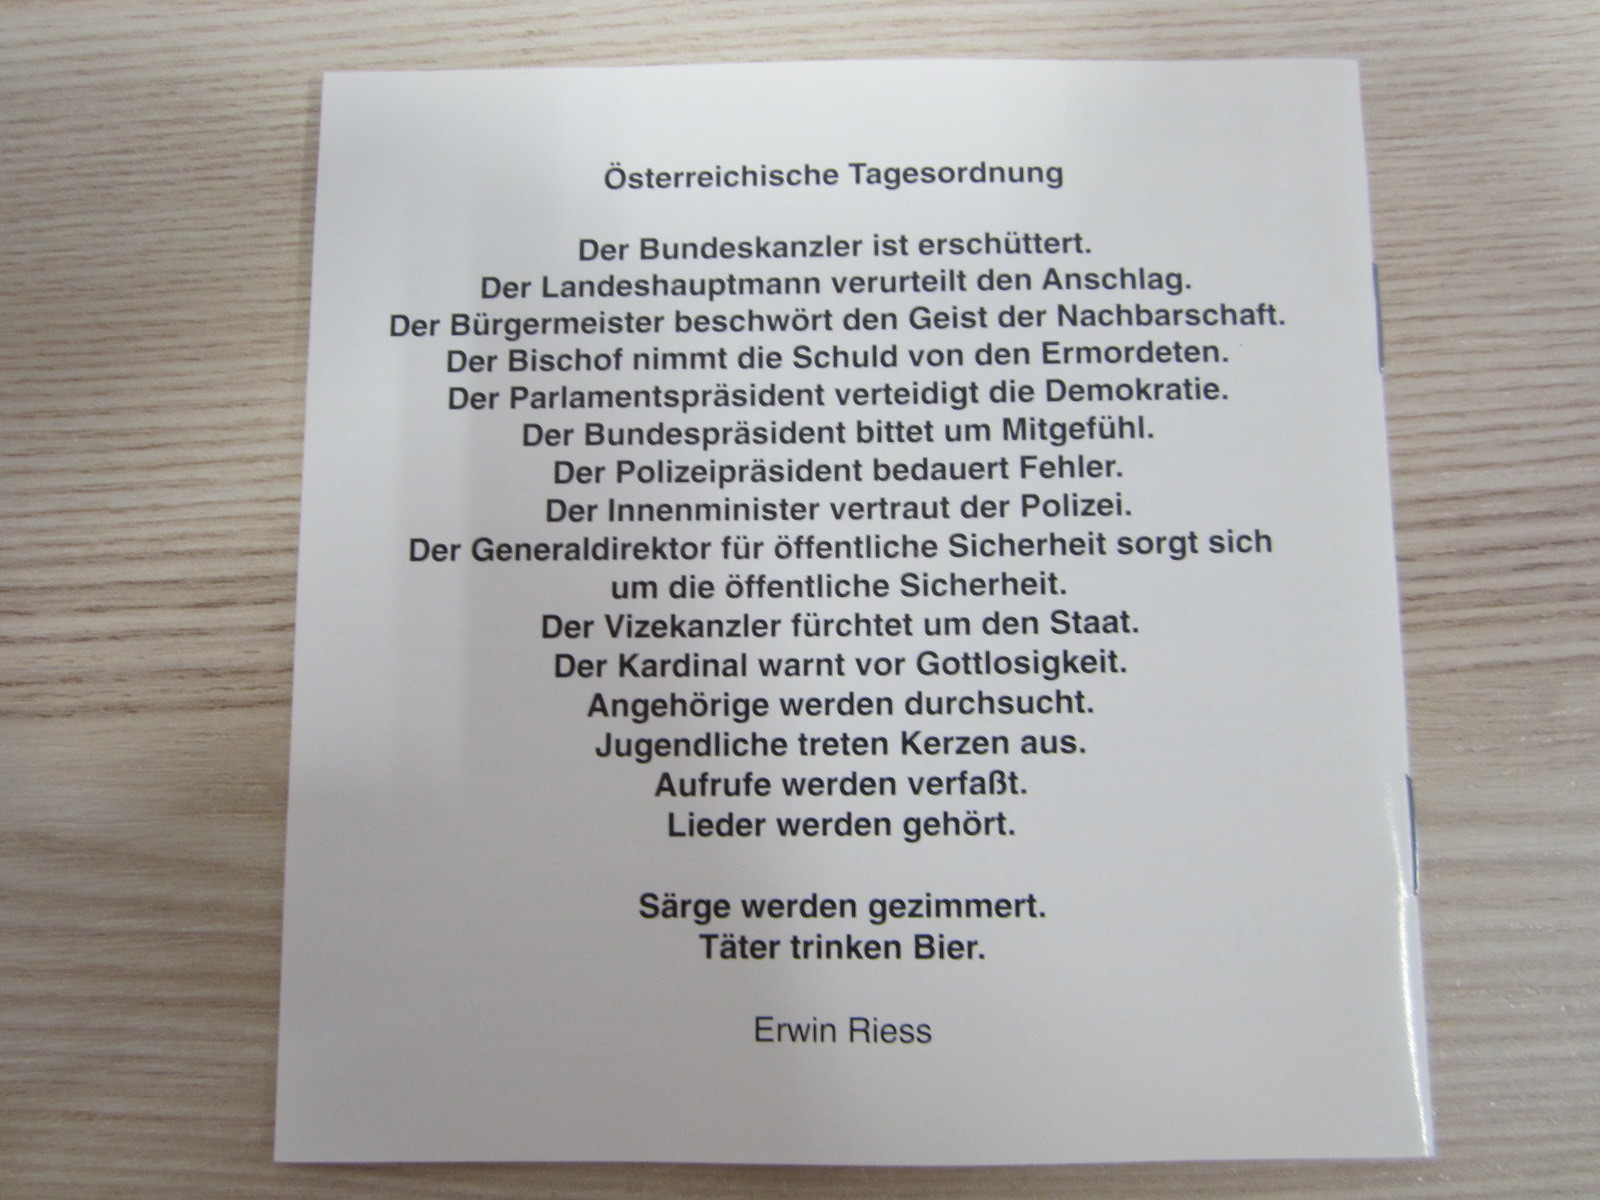 Österreichische Tagesordnung
Der Bundeskanzler ist erschüttert.
Der Landeshauptmann verurteilt den Anschlag.
Der Bürgermeister beschwört den Geist der Nachbarschaft.
Der Bischof nimmt die Schuld von den Ermordeten.
Der Parlamentspräsident verteidigt die Demokratie.
Der Bundespräsident bittet um Mitgefühl.
Der Polizeipräsident bedauert Fehler.
Der Innenminister vertraut der Polizei.
Der Generaldirektor für öffentliche Sicherheit sorgt sich
um die öffentliche Sicherheit.
Der Vizekanzler fürchtet um den Staat.
Der Kardinal warnt vor Gottlosigkeit.
Angehörige werden durchsucht.
Jugendliche treten Kerzen aus.
Aufrufe werden verfaßt.
Lieder werden gehört.
Särge werden gezimmert.
Täter trinken Bier.
Erwin Riess